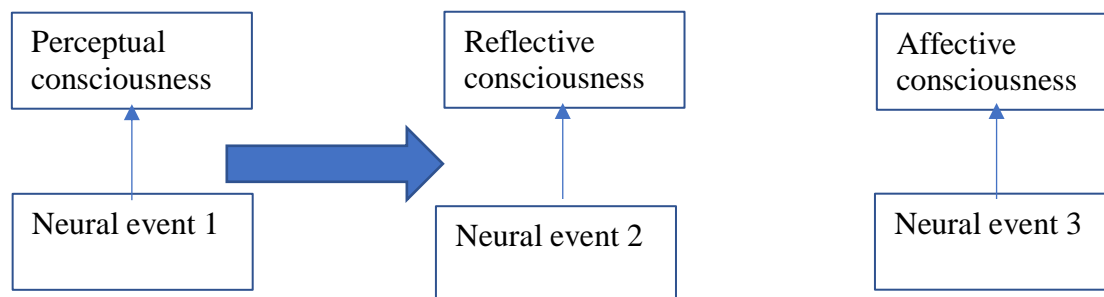 Perceptual
consciousness
Reflective
consciousness
Affective
consciousness
Neural event 1
Neural event 2
Neural event 3